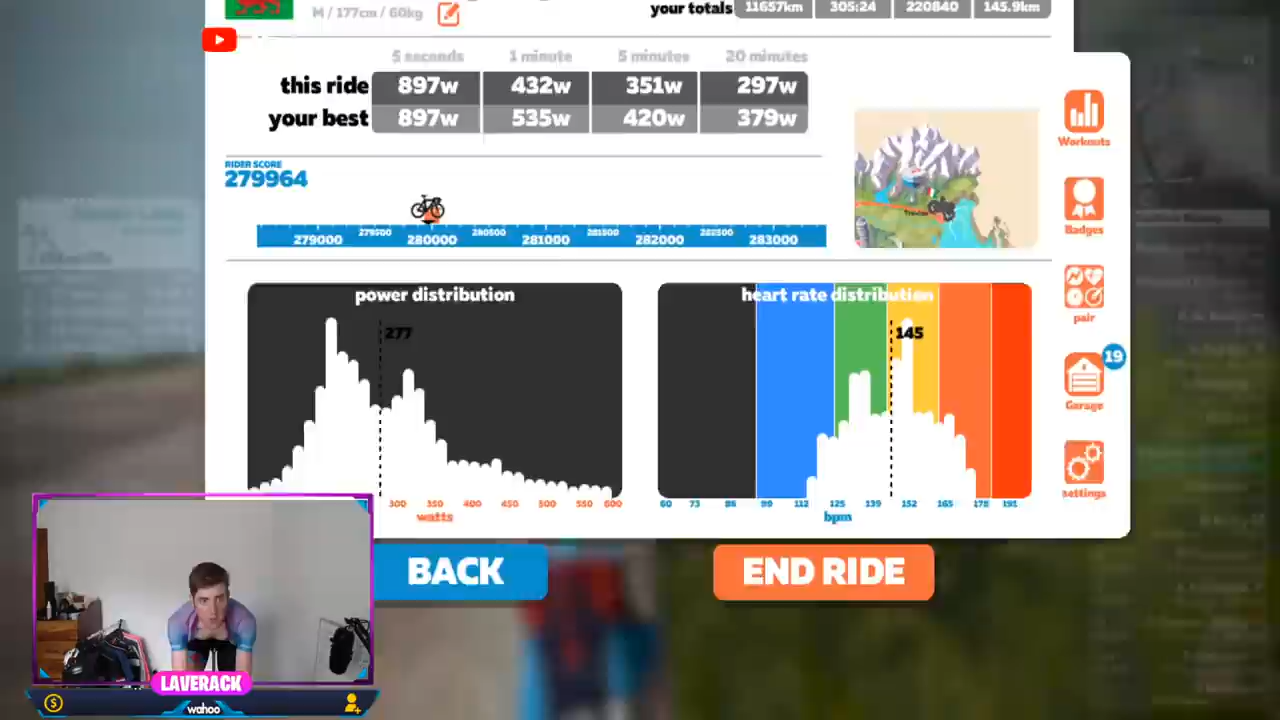 M / 177cm / 60kg
your totals 11657km 305:24 220840 145.9km
5 seconds 1 minute 5 minutes 20 minutes
this ride 897w 432w 351w 297w
your best 897w 535w 420w 379w
RIDER SCORE
279964
279000 279500 280000 280500 281000 281500 282000 282500 283000
power distribution
277
300 350 400 450 500 550 600
watts
heart rate distribution
145
60 73 86 99 112 125 139 152 165 178 191
bpm
Workouts
Badges
pair
19
Garage
settings
BACK
END RIDE
LAVERACK
wahoo